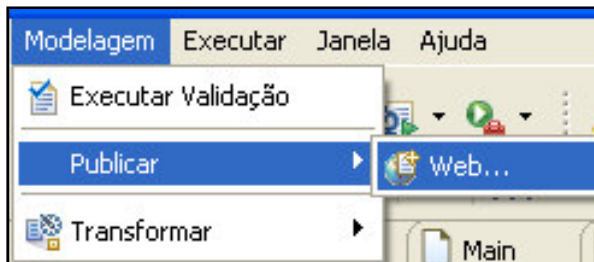 Modelagem Executar Janela Ajuda
Executar Validação
Publicar
Web...
Transformar
Main